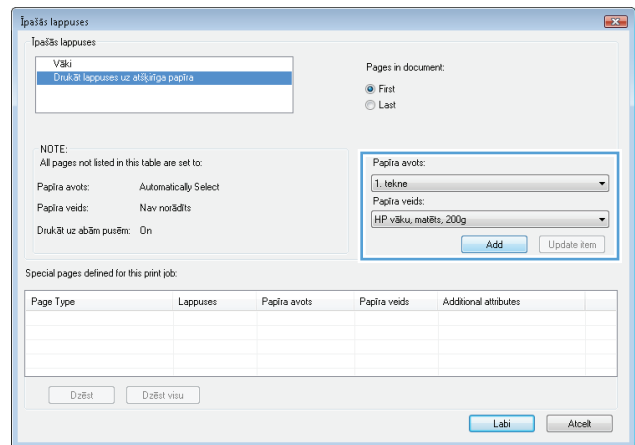 Īpašās lappuses
Īpašās lappuses
Vāki
Drukāt lappuses uz atšķirīga papīra
Pages in document:
First
Last
NOTE:
All pages not listed in this table are set to:
Papīra avots: Automatically Select
Papīra veids: Nav norādīts
Drukāt uz abām pusēm: On
Papīra avots:
1. tekne
Papīra veids:
HP vāku, matēts, 200g
Add Update item
Special pages defined for this print job:
Page Type Lappuses Papīra avots Papīra veids Additional attributes
Dzēst Dzēst visu
Labi Atcelt